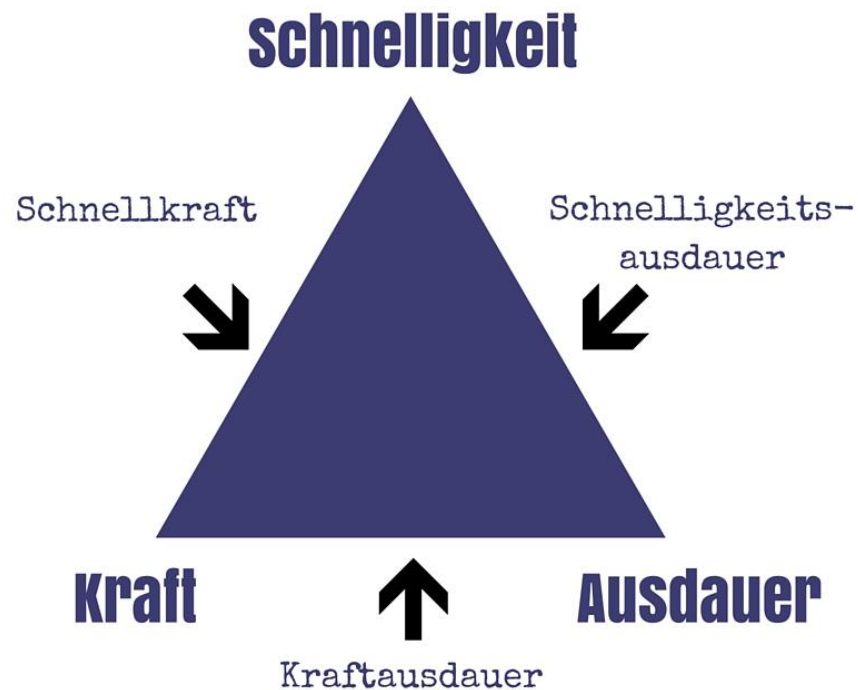 Schnelligkeit
Schnellkraft
Schnelligkeits-
ausdauer
Kraft
Ausdauer
Kraftausdauer